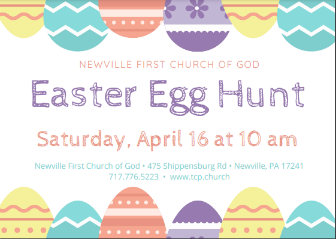 NEWVILLE FIRST CHURCH OF GOD
Easter Egg Hunt
Saturday, April 16 at 10 am
Newville First Church of God • 475 Shippensburg Rd • Newville, PA 17241
717.776.5223 • www.tcp.church